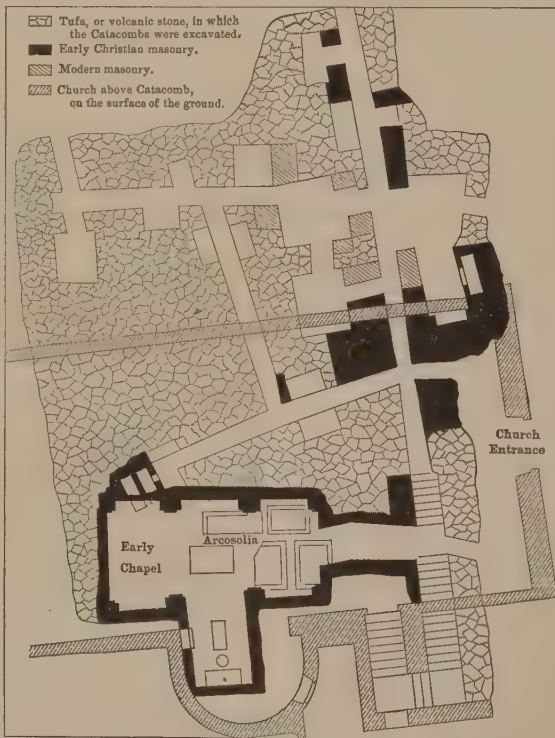 Tufa, or volcanic stone, in which
the Catacombs were excavated.
Early Christian masonry.
Modern masonry.
Church above Catacomb,
on the surface of the ground.
Church
Entrance
Early
Chapel
Arcosolia